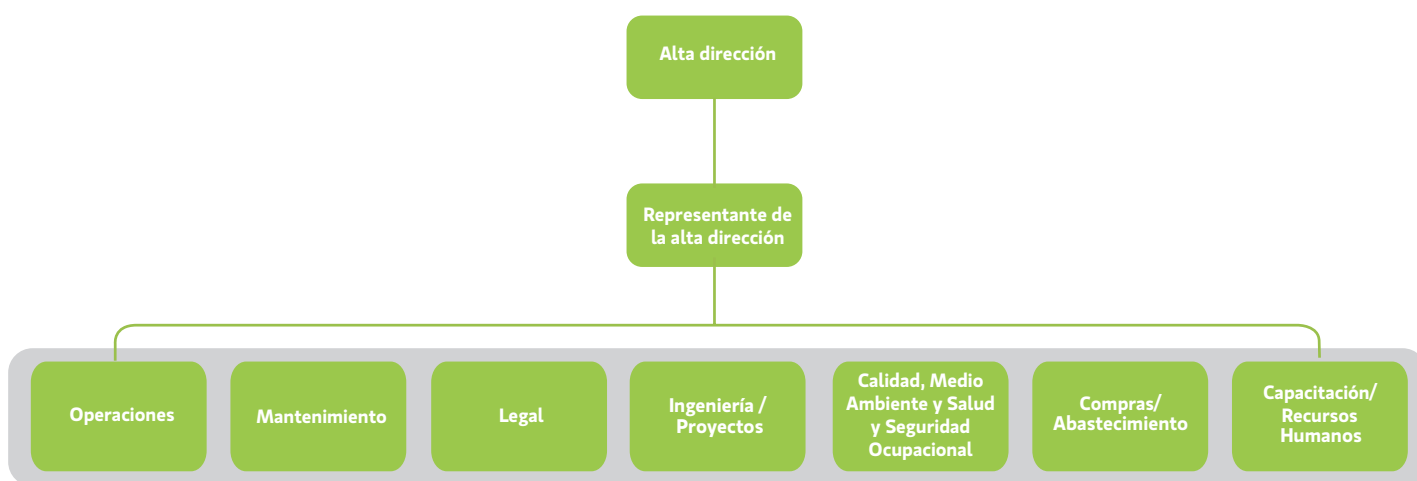 Alta dirección
Representante de
la alta dirección
Operaciones
Mantenimiento
Legal
Ingeniería /
Proyectos
Calidad, Medio
Ambiente y Salud
y Seguridad
Ocupacional
Compras/
Abastecimiento
Capacitación/
Recursos
Humanos